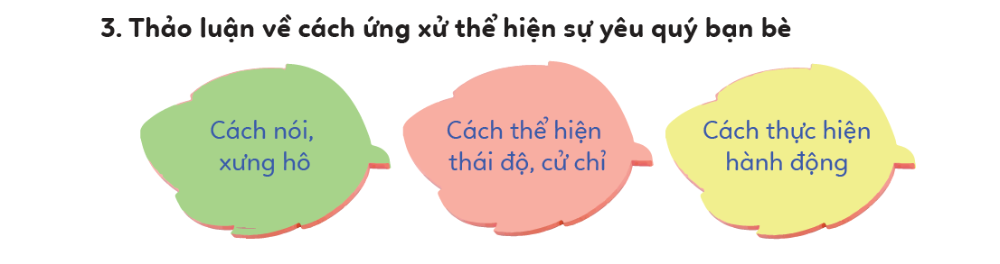 3. Thảo luận về cách ứng xử thể hiện sự yêu quý bạn bè
Cách nói,
xưng hô
Cách thể hiện
thái độ, cử chỉ
Cách thực hiện
hành động